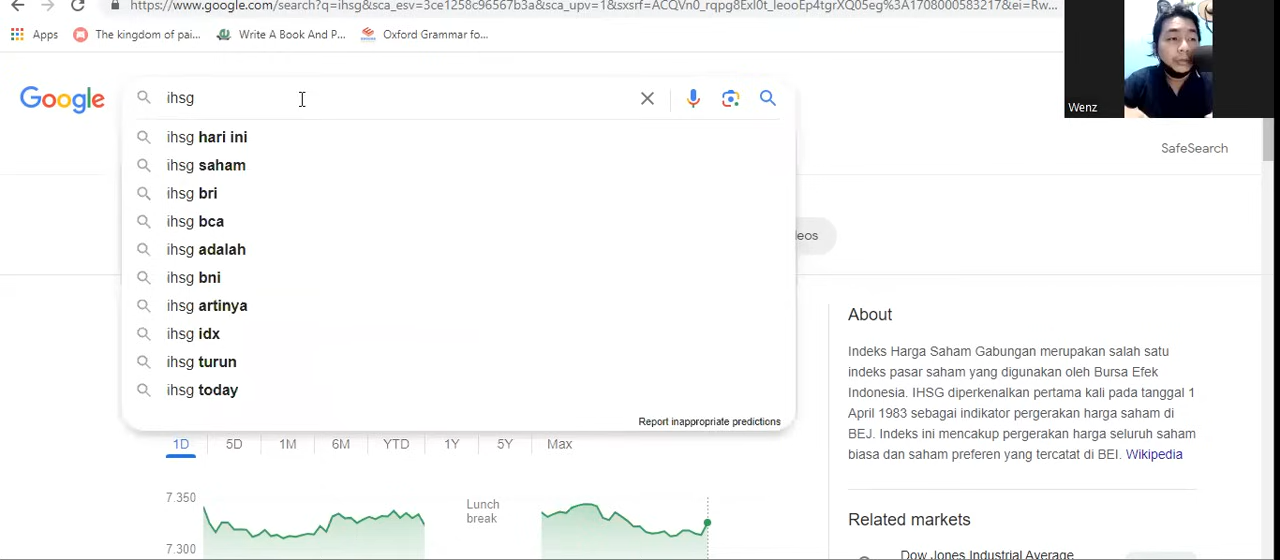 https://www.google.com/search?q=ihsg&sca_esv=3ce1258c96567b3a&sca_upv=1&sxsrf=ACQVn0_rqpg8Exl0t_leooEp4tgrXQ05eg%3A1708000583217&ei=Rw...
Apps The kingdom of pai... Write A Book And P... Oxford Grammar fo...
Wenz
Google
ihsg
ihsg hari ini
ihsg saham
ihsg bri
ihsg bca
ihsg adalah
ihsg bni
ihsg artinya
ihsg idx
ihsg turun
ihsg today
Report inappropriate predictions
SafeSearch
eos
1D 5D 1M 6M YTD 1Y 5Y Max
7.350
Lunch
break
7.300
About
Indeks Harga Saham Gabungan merupakan salah satu
indeks pasar saham yang digunakan oleh Bursa Efek
Indonesia. IHSG diperkenalkan pertama kali pada tanggal 1
April 1983 sebagai indikator pergerakan harga saham di
BEJ. Indeks ini mencakup pergerakan harga seluruh saham
biasa dan saham preferen yang tercatat di BEI. Wikipedia
Related markets
Dow Jones Industrial Average